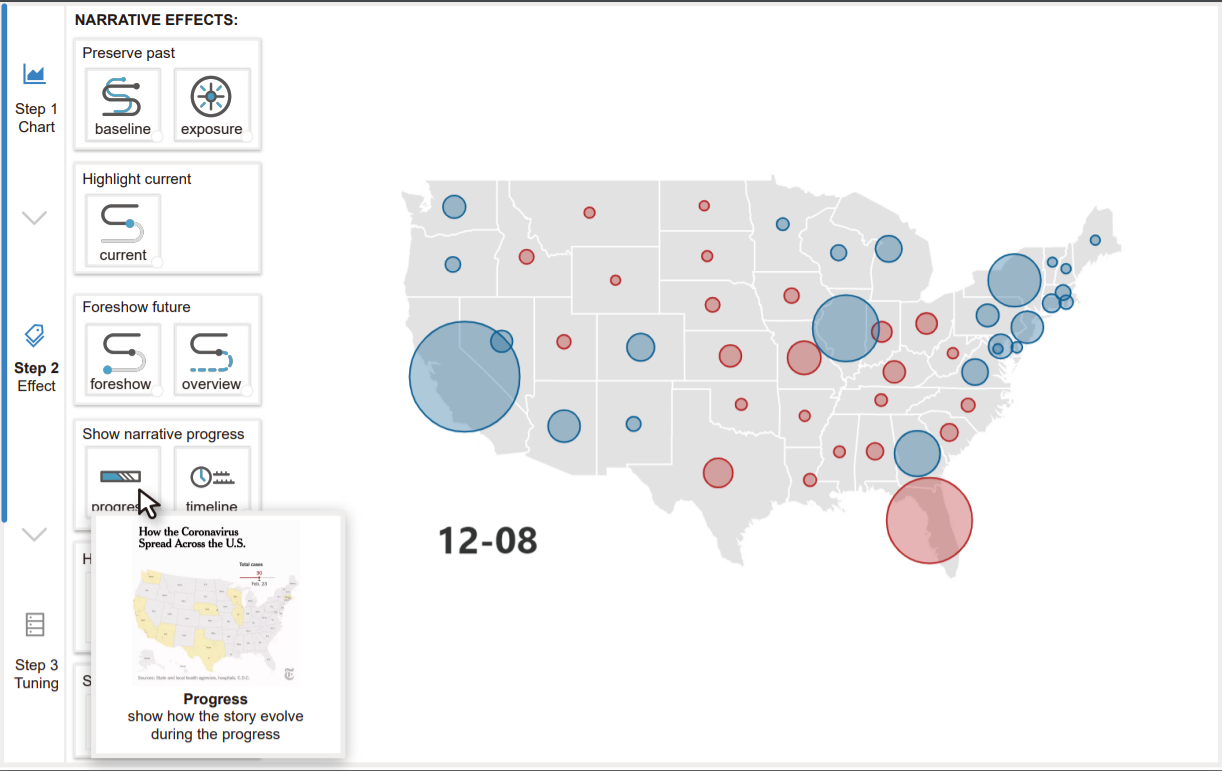 NARRATIVE EFFECTS:
Preserve past
baseline
exposure
Step 1
Chart
Highlight current
current
Foreshow future
foreshow
overview
Step 2
Effect
Show narrative progress
timeline
H
How the Coronavirus
Spread Across the U.S.
Total cases
30
Feb. 23
Sources: State and local health agencies, hospitals, C.D.C.
Step 3
Tuning
S
Progress
show how the story evolve
during the progress
12-08